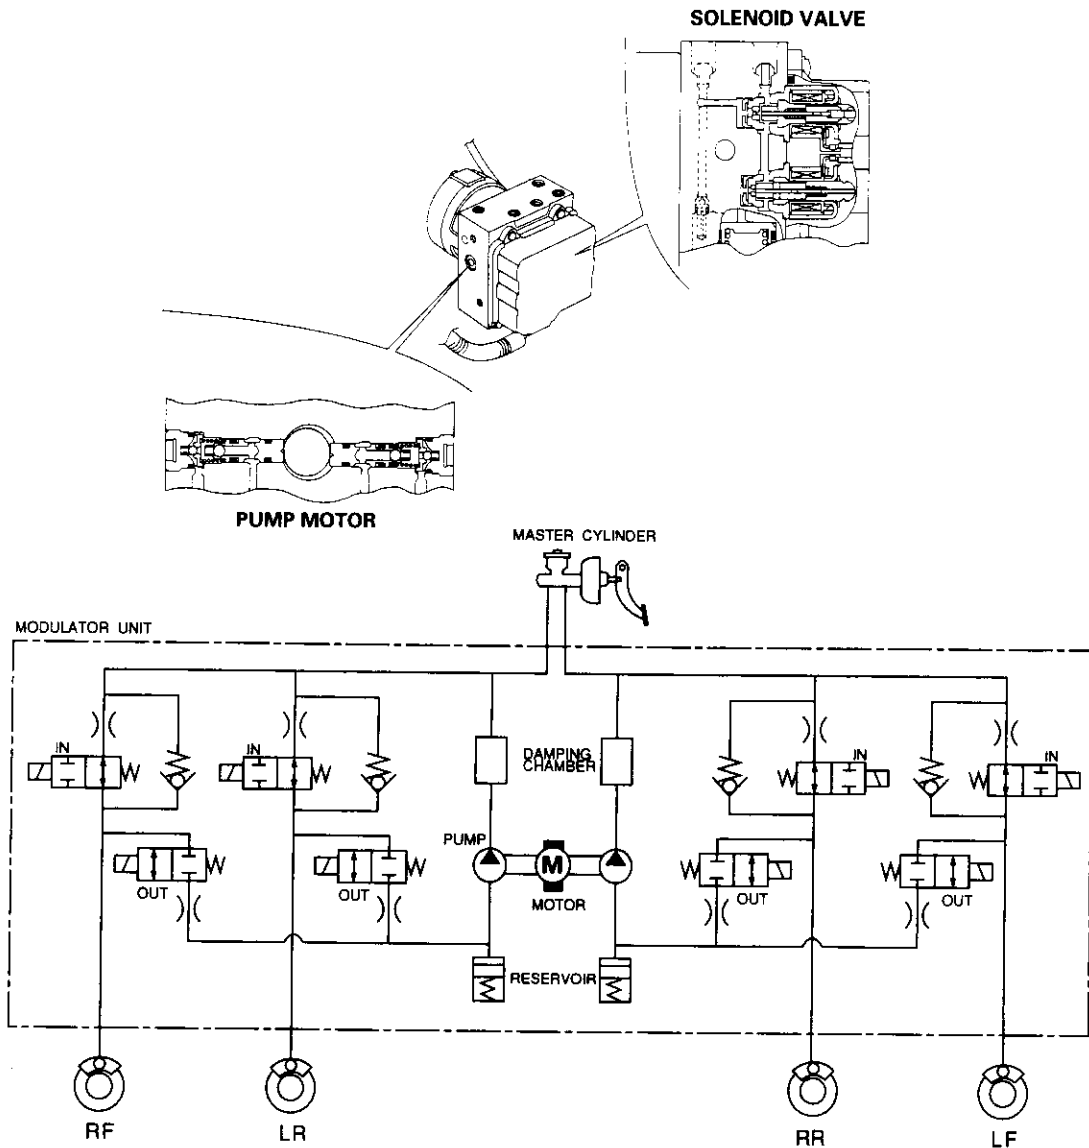 SOLENOID VALVE
PUMP MOTOR
MASTER CYLINDER
MODULATOR UNIT
IN
IN
DAMPING
CHAMBER
IN
IN
PUMP
M
MOTOR
OUT
OUT
OUT
OUT
RESERVOIR
RF
LR
RR
LF